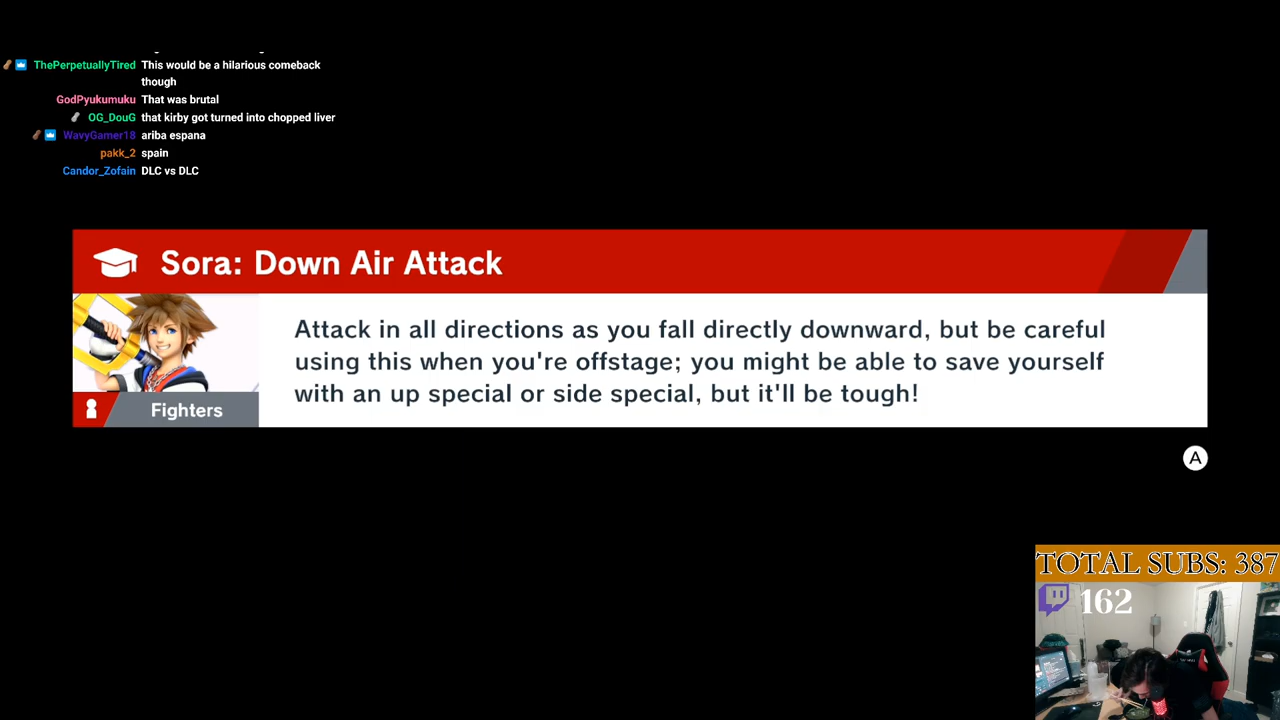 ThePerpetuallyTired This would be a hilarious comeback
though
GodPyukumuku That was brutal
OG_DouG that kirby got turned into chopped liver
WavyGamer18 ariba espana
pakk_2 spain
Candor_Zofain DLC vs DLC
Sora: Down Air Attack
Attack in all directions as you fall directly downward, but be careful
using this when you're offstage; you might be able to save yourself
with an up special or side special, but it'll be tough!
Fighters
A
TOTAL SUBS: 387
162